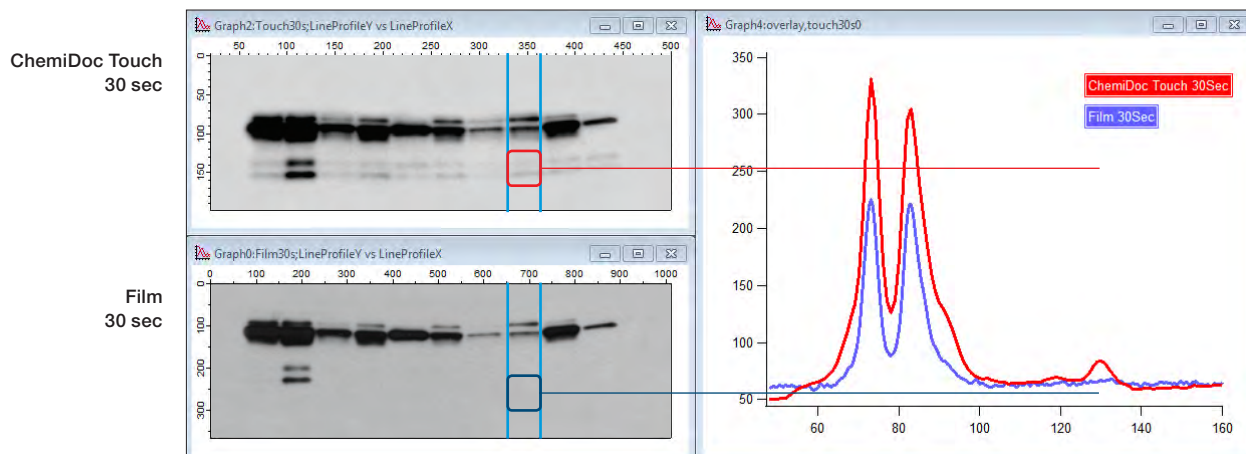 ChemiDoc Touch
30 sec
Graph2:Touch30s;LineProfileY vs LineProfileX
50 100 150 200 250 300 350 400 450 500
0
50
100
150
Film
30 sec
Graph0:Film30s;LineProfileY vs LineProfileX
0 100 200 300 400 500 600 700 800 900 1000
0
100
200
300
Graph4:overlay,touch30s0
350
300
250
200
150
100
50
60 80 100 120 140 160
ChemiDoc Touch 30Sec
Film 30Sec